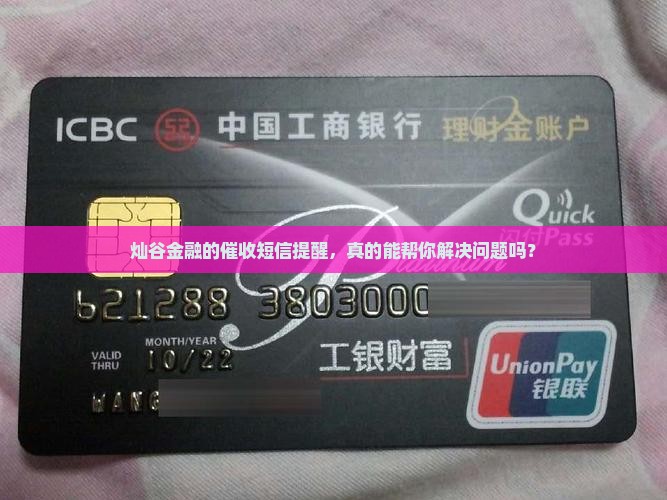 ICBC 中国工商银行 理财金账户
Quick
闪付Pass
灿谷金融的催收短信提醒，真的能帮你解决问题吗？
Platinum
621288 3803000
MONTH/YEAR
VALID THRU 10/22
工银财富
WANG
UnionPay
银联